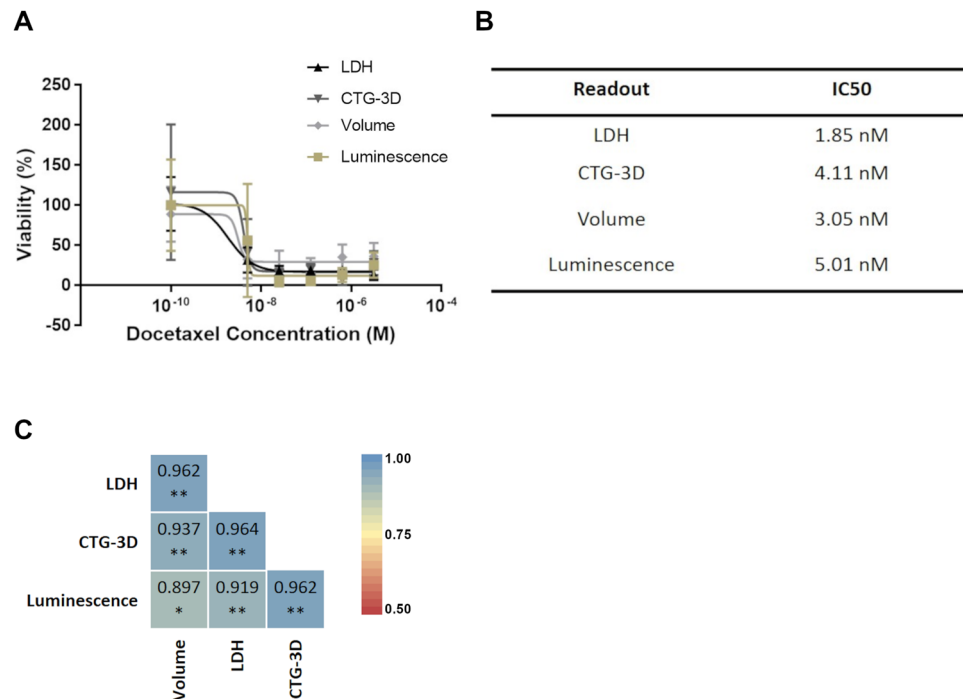 A
LDH
CTG-3D
Volume
Luminescence
250
200
150
100
50
0
-50
Viability (%)
10-10
10-8
10-6
10-4
Docetaxel Concentration (M)
B
Readout IC50
LDH 1.85 nM
CTG-3D 4.11 nM
Volume 3.05 nM
Luminescence 5.01 nM
C
LDH 0.962
**
CTG-3D 0.937 0.964
** **
Luminescence 0.897 0.919 0.962
* ** **
Volume LDH CTG-3D
1.00
0.75
0.50